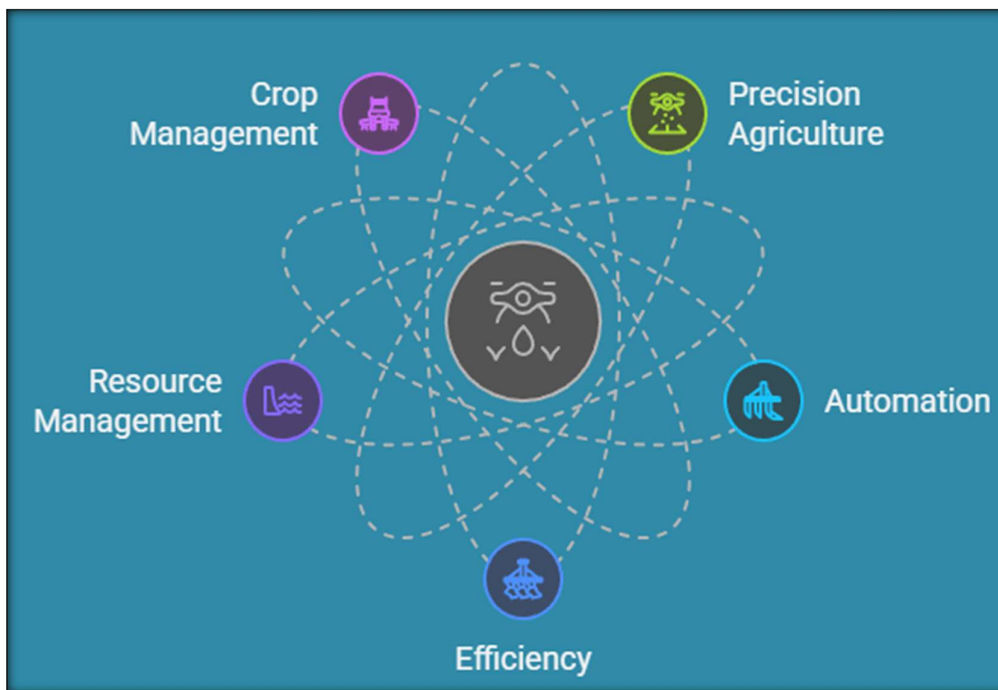 Crop
Management
Precision
Agriculture
Resource
Management
Automation
Efficiency